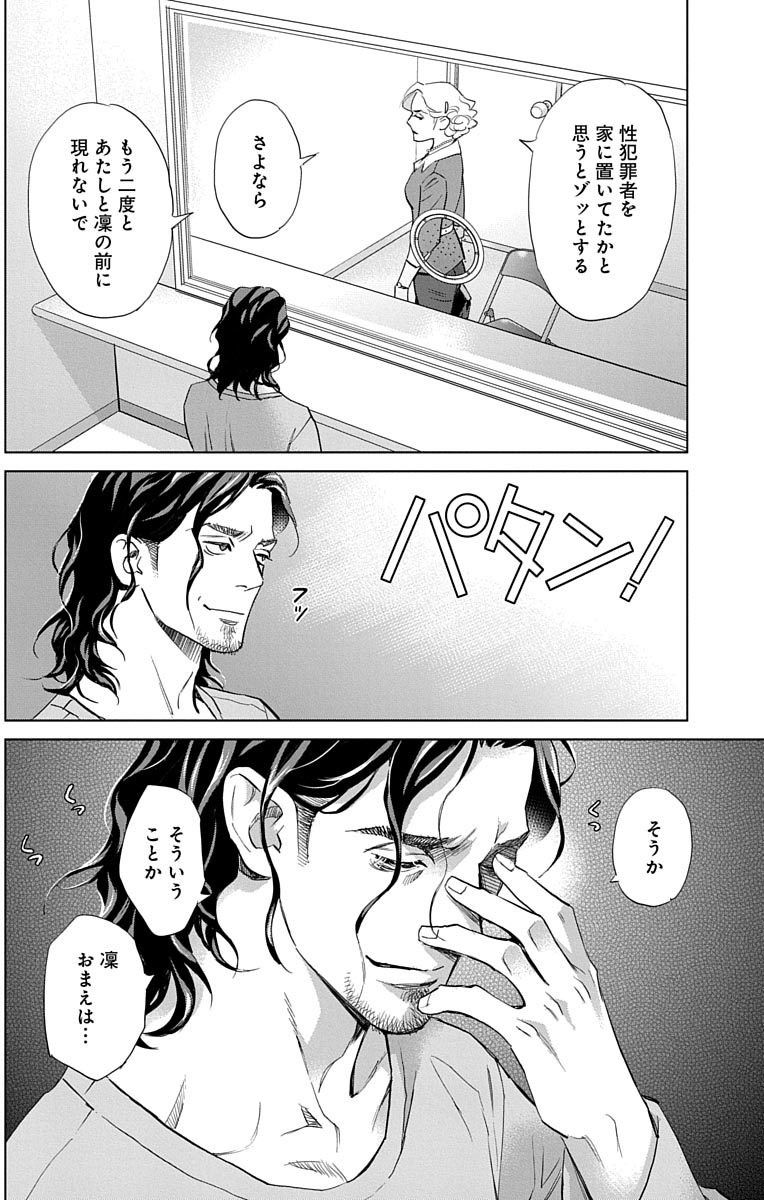 性犯罪者を
家に置いてたかと
思うとゾッとする
さよなら
もう二度と
あたしと凜の前に
現れないで
パタン！
フッ
そうか
くっ
そういう
ことか
凜
おまえは…
くっ
くっ